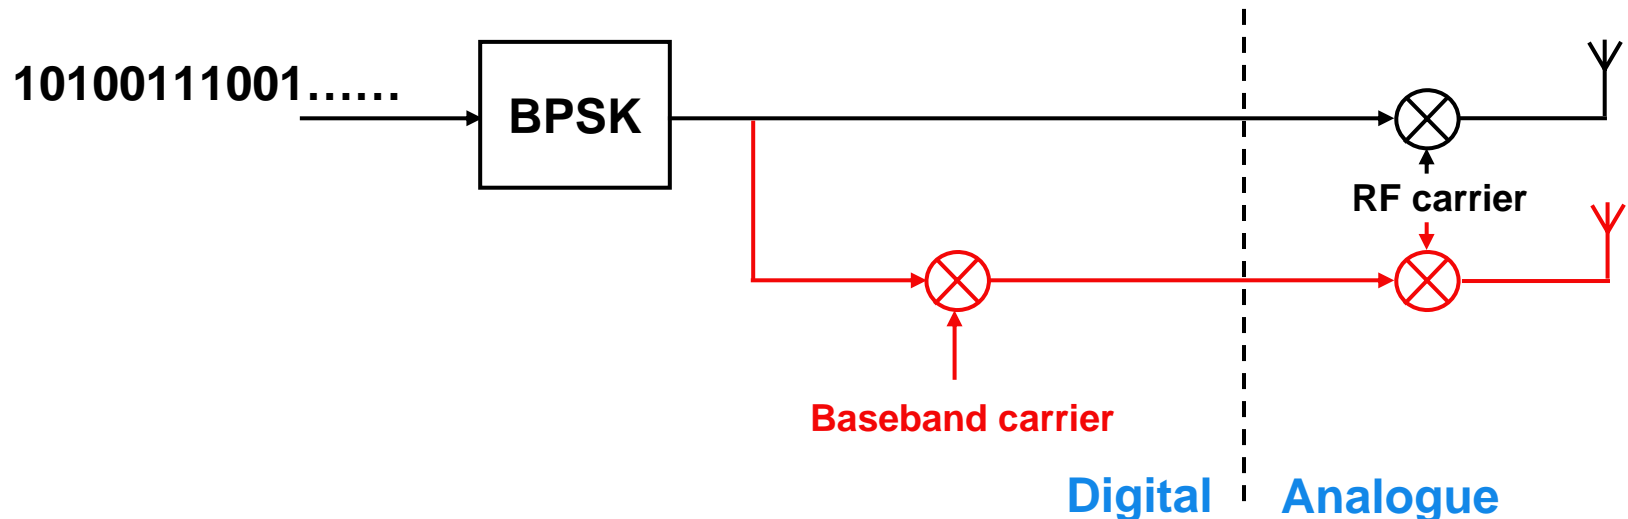 10100111001......
BPSK
RF carrier
Baseband carrier
Digital
Analogue